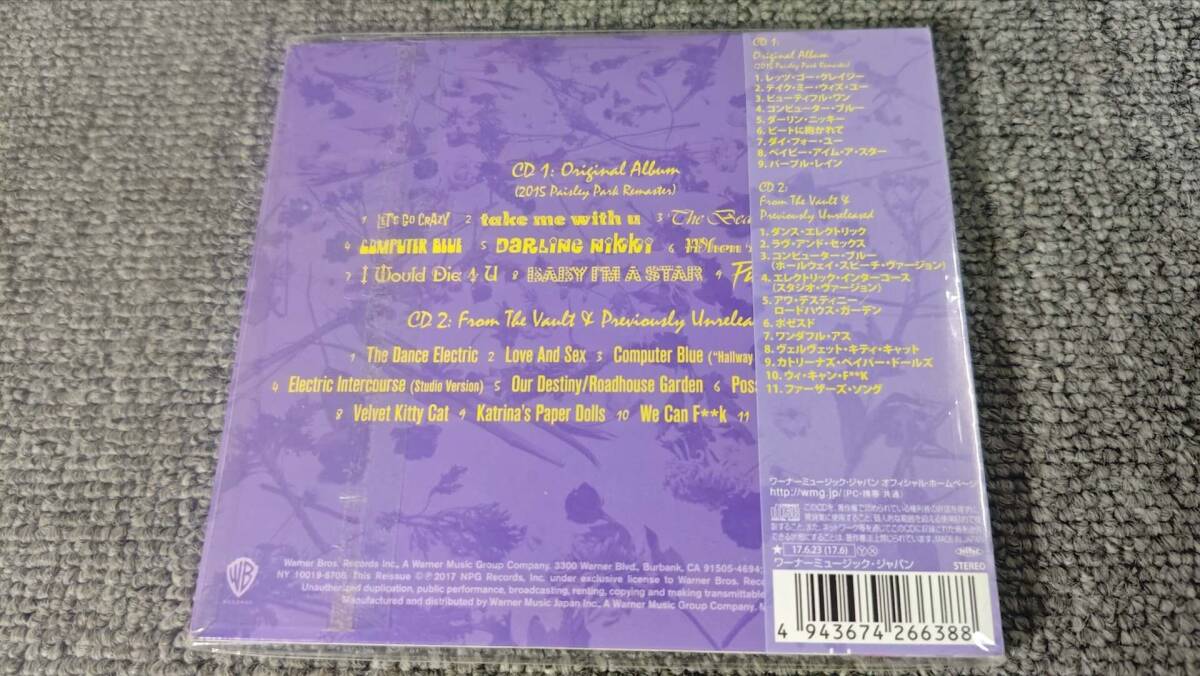 CD 1: Original Album
(2015 Paisley Park Remaster)
1 LET'S GO CRAZY 2 take me with u 3 The Bea
4 COMPUTER BLUE 5 DARLING NIKKI 6
7 I Would Die 4 U 8 BABY I'M A STAR 9
CD 2: From The Vault & Previously Unrelea
1 The Dance Electric 2 Love And Sex 3 Computer Blue ("Hallway
4 Electric Intercourse (Studio Version) 5 Our Destiny/Roadhouse Garden 6 Poss
8 Velvet Kitty Cat 9 Katrina's Paper Dolls 10 We Can F**k 11
WB
RECORDS
Warner Bros. Records Inc., A Warner Music Group Company. 3300 Warner Blvd., Burbank, CA 91505-4694;
NY 10019-6708. This Reissue ©℗ 2017 NPG Records, Inc. under exclusive license to Warner Bros. Reco
Unauthorized duplication, public performance, broadcasting, renting, copying and making transmittable
Manufactured and distributed by Warner Music Japan Inc., A Warner Music Group Company. M
CD 1:
Original Album
(2015 Paisley Park Remaster)
1. レッツ・ゴー・クレイジー
2. テイク・ミー・ウィズ・ユー
3. ビューティフル・ワン
4. コンピューター・ブルー
5. ダーリン・ニッキー
6. ビートに抱かれて
7. ダイ・フォー・ユー
8. ベイビー・アイム・ア・スター
9. パープル・レイン
CD 2:
From The Vault &
Previously Unreleased
1. ダンス・エレクトリック
2. ラヴ・アンド・セックス
3. コンピューター・ブルー
(ホールウェイ・スピーチ・ヴァージョン)
4. エレクトリック・インターコース
(スタジオ・ヴァージョン)
5. アワ・デスティニー/
ロードハウス・ガーデン
6. ポゼスド
7. ワンダフル・アス
8. ヴェルヴェット・キティ・キャット
9. カトリーナズ・ペイパー・ドールズ
10. ウィ・キャン・F**K
11. ファーザーズ・ソング
ワーナーミュージック・ジャパン オフィシャル・ホームページ
http://wmg.jp/(PC・携帯 共通)
★ 17.6.23 (17.6) Ⓨ Ⓧ
ワーナーミュージック・ジャパン STEREO
4 943674 266388